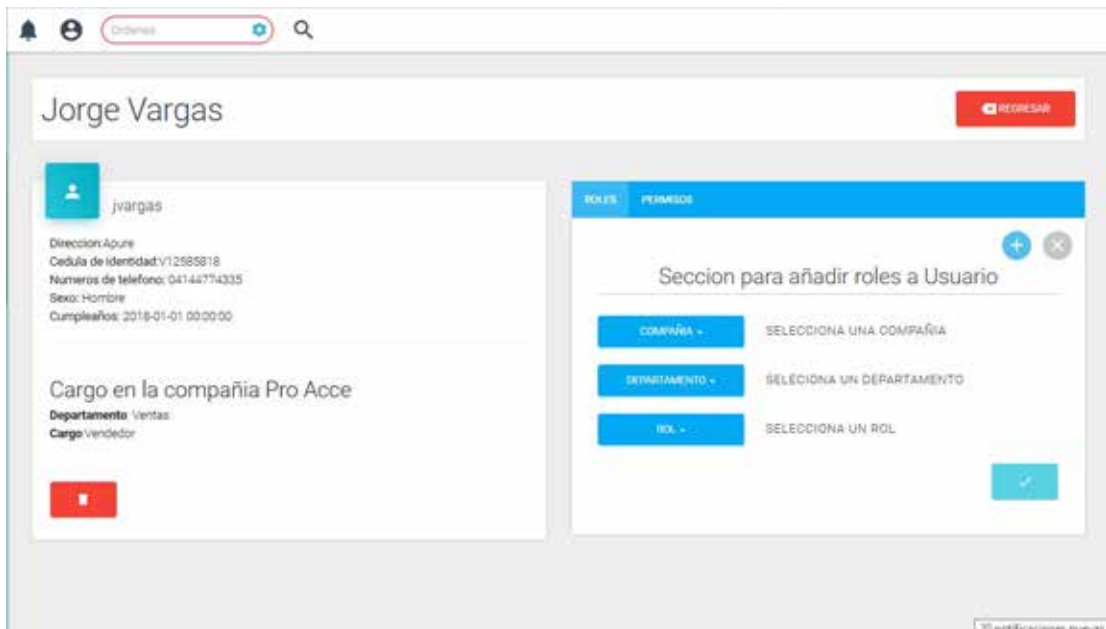 Ordenes
Jorge Vargas
REGRESAR
jvargas
Direccion:Apure
Cedula de Identidad:V12585818
Numeros de telefono: 04144774335
Sexo: Hombre
Cumpleaños: 2018-01-01 00:00:00
Cargo en la compañia Pro Acce
Departamento: Ventas
Cargo:Vendedor
ROLES PERMISOS
Seccion para añadir roles a Usuario
COMPAÑIA SELECCIONA UNA COMPAÑIA
DEPARTAMENTO SELECIONA UN DEPARTAMENTO
ROL SELECCIONA UN ROL
notificaciones nuevas